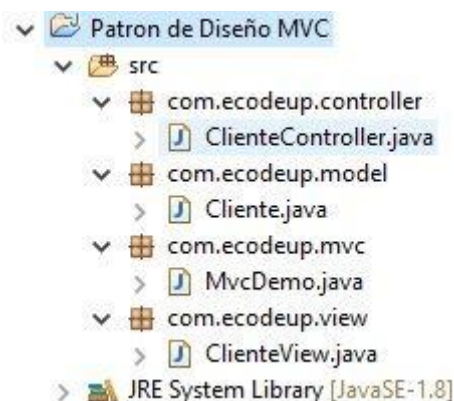 Patron de Diseño MVC
src
com.ecodeup.controller
ClienteController.java
com.ecodeup.model
Cliente.java
com.ecodeup.mvc
MvcDemo.java
com.ecodeup.view
ClienteView.java
JRE System Library [JavaSE-1.8]